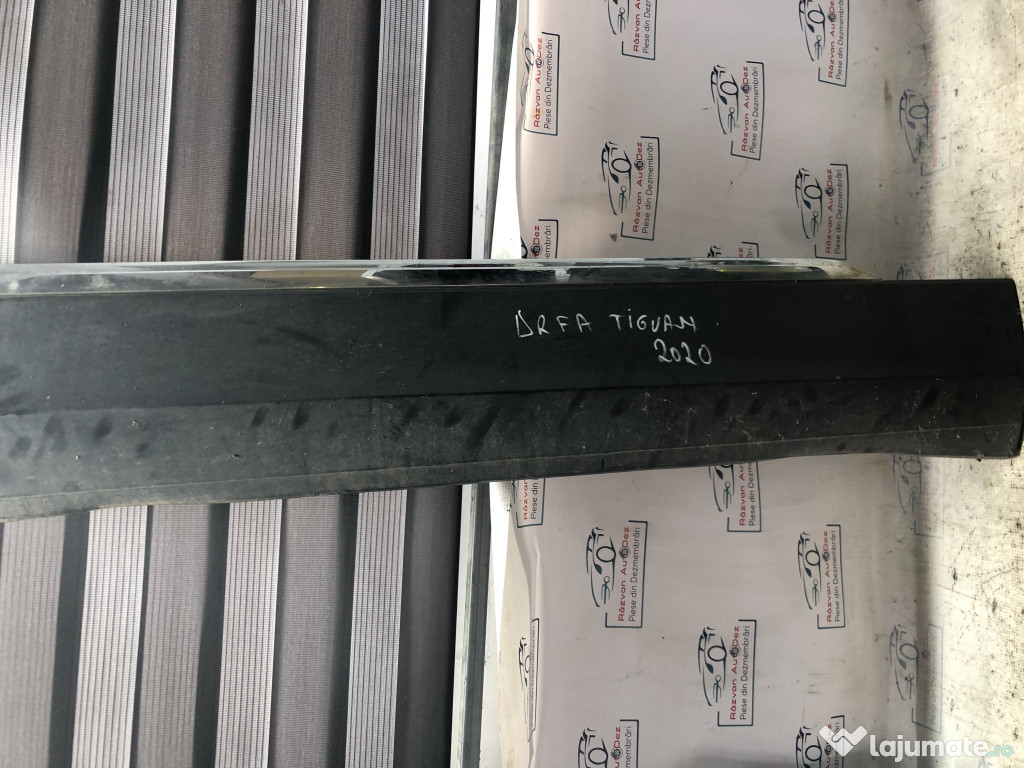 DRFA TIGUAN
2020
Răzvan AutoDez
Piese din Dezmembrări
lajumate.ro